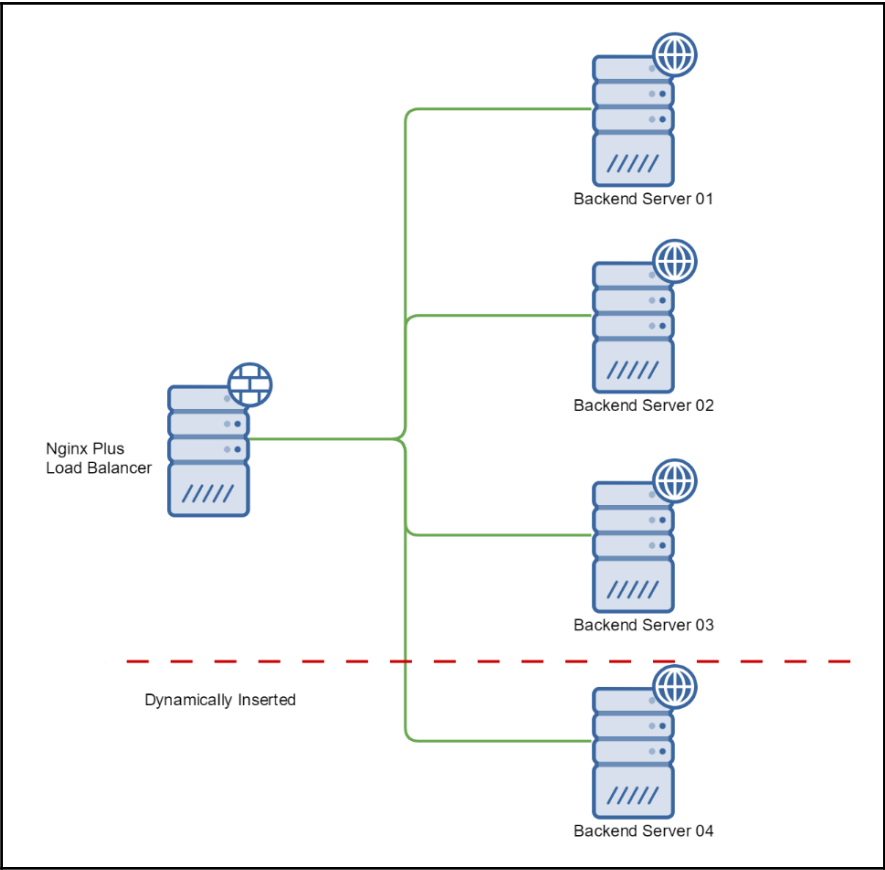 Backend Server 01
Backend Server 02
Nginx Plus
Load Balancer
Backend Server 03
Dynamically Inserted
Backend Server 04